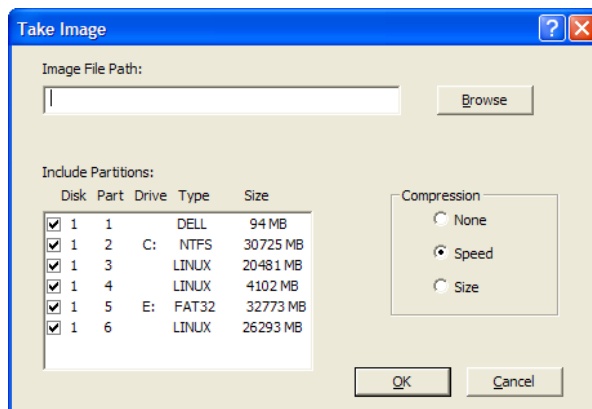 Take Image
Image File Path:
Browse
Include Partitions:
Disk Part Drive Type Size
1 1 DELL 94 MB
1 2 C: NTFS 30725 MB
1 3 LINUX 20481 MB
1 4 LINUX 4102 MB
1 5 E: FAT32 32773 MB
1 6 LINUX 26293 MB
Compression
None
Speed
Size
OK Cancel